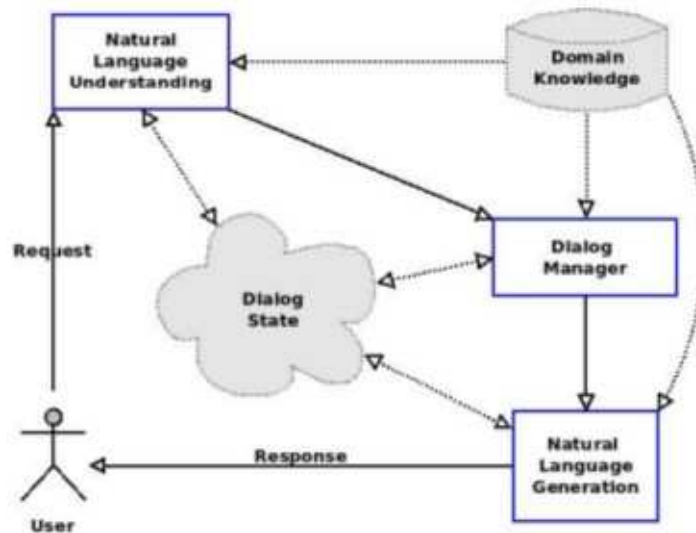 Natural
Language
Understanding
Domain
Knowledge
Request
Dialog
Manager
Dialog
State
Response
Natural
Language
Generation
User